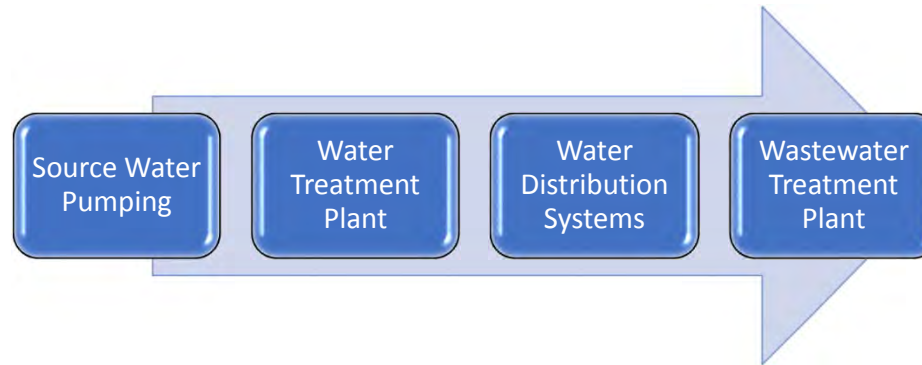 Source Water
Pumping
Water
Treatment
Plant
Water
Distribution
Systems
Wastewater
Treatment
Plant